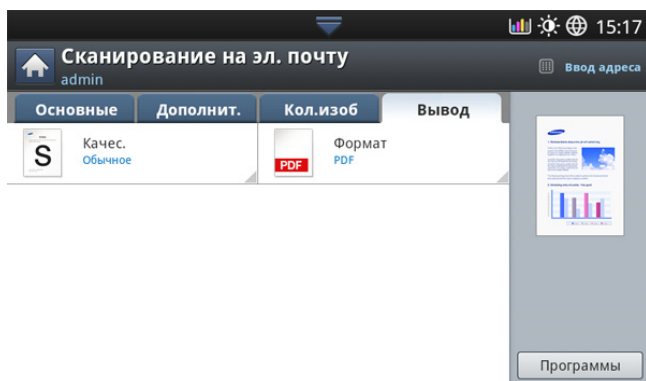 15:17
Сканирование на эл. почту
admin
Ввод адреса
Основные
Дополнит.
Кол.изоб
Вывод
S
Качес.
Обычное
PDF
Формат
PDF
Программы